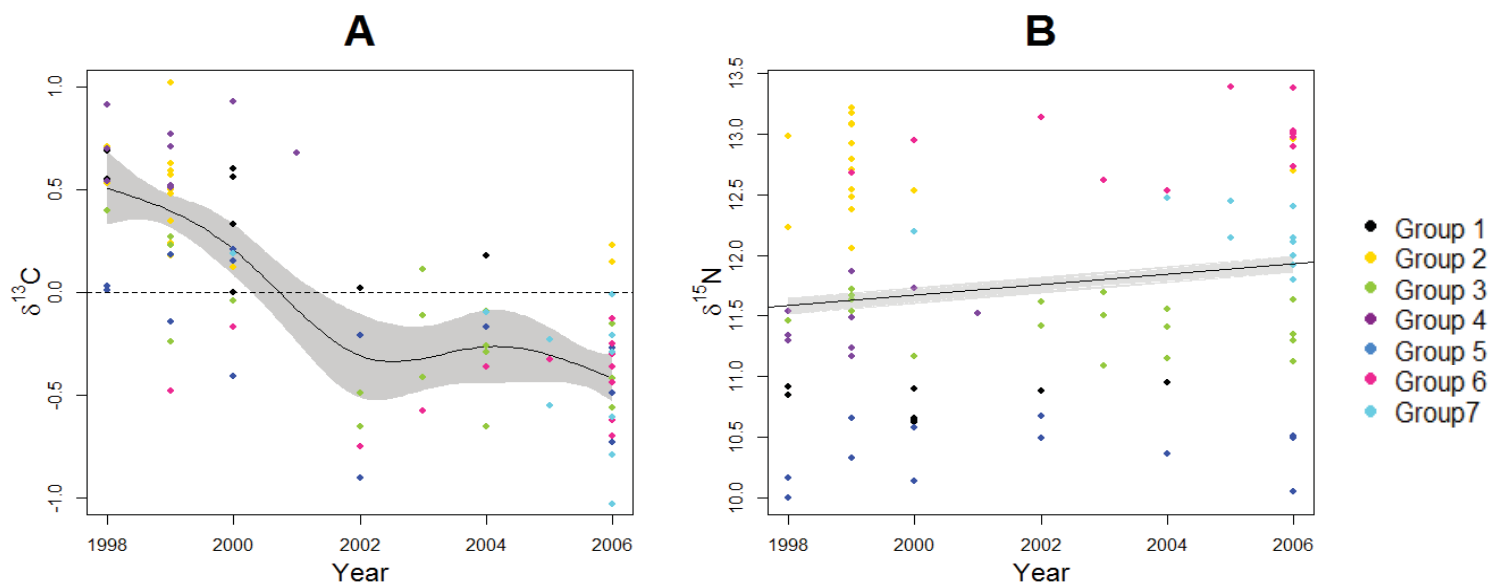 A
B
δ13C
1.0
0.5
0.0
-0.5
-1.0
1998 2000 2002 2004 2006
Year
δ15N
13.5
13.0
12.5
12.0
11.5
11.0
10.5
10.0
1998 2000 2002 2004 2006
Year
Group 1
Group 2
Group 3
Group 4
Group 5
Group 6
Group7